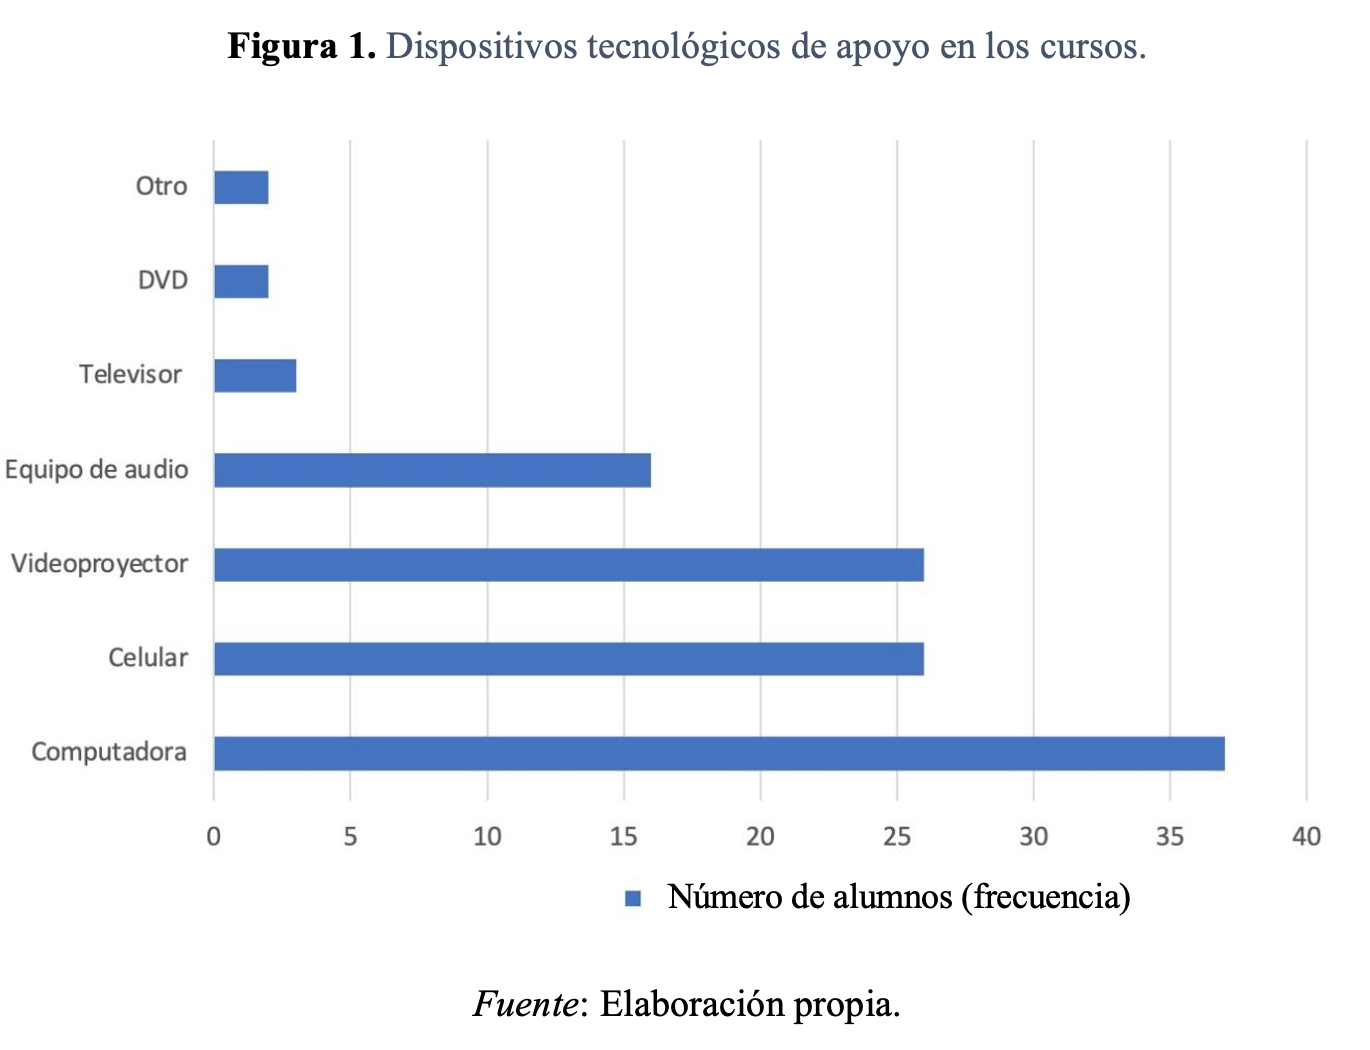 Figura 1. Dispositivos tecnológicos de apoyo en los cursos.
Otro
DVD
Televisor
Equipo de audio
Videoproyector
Celular
Computadora
0 5 10 15 20 25 30 35 40
Número de alumnos (frecuencia)
Fuente: Elaboración propia.